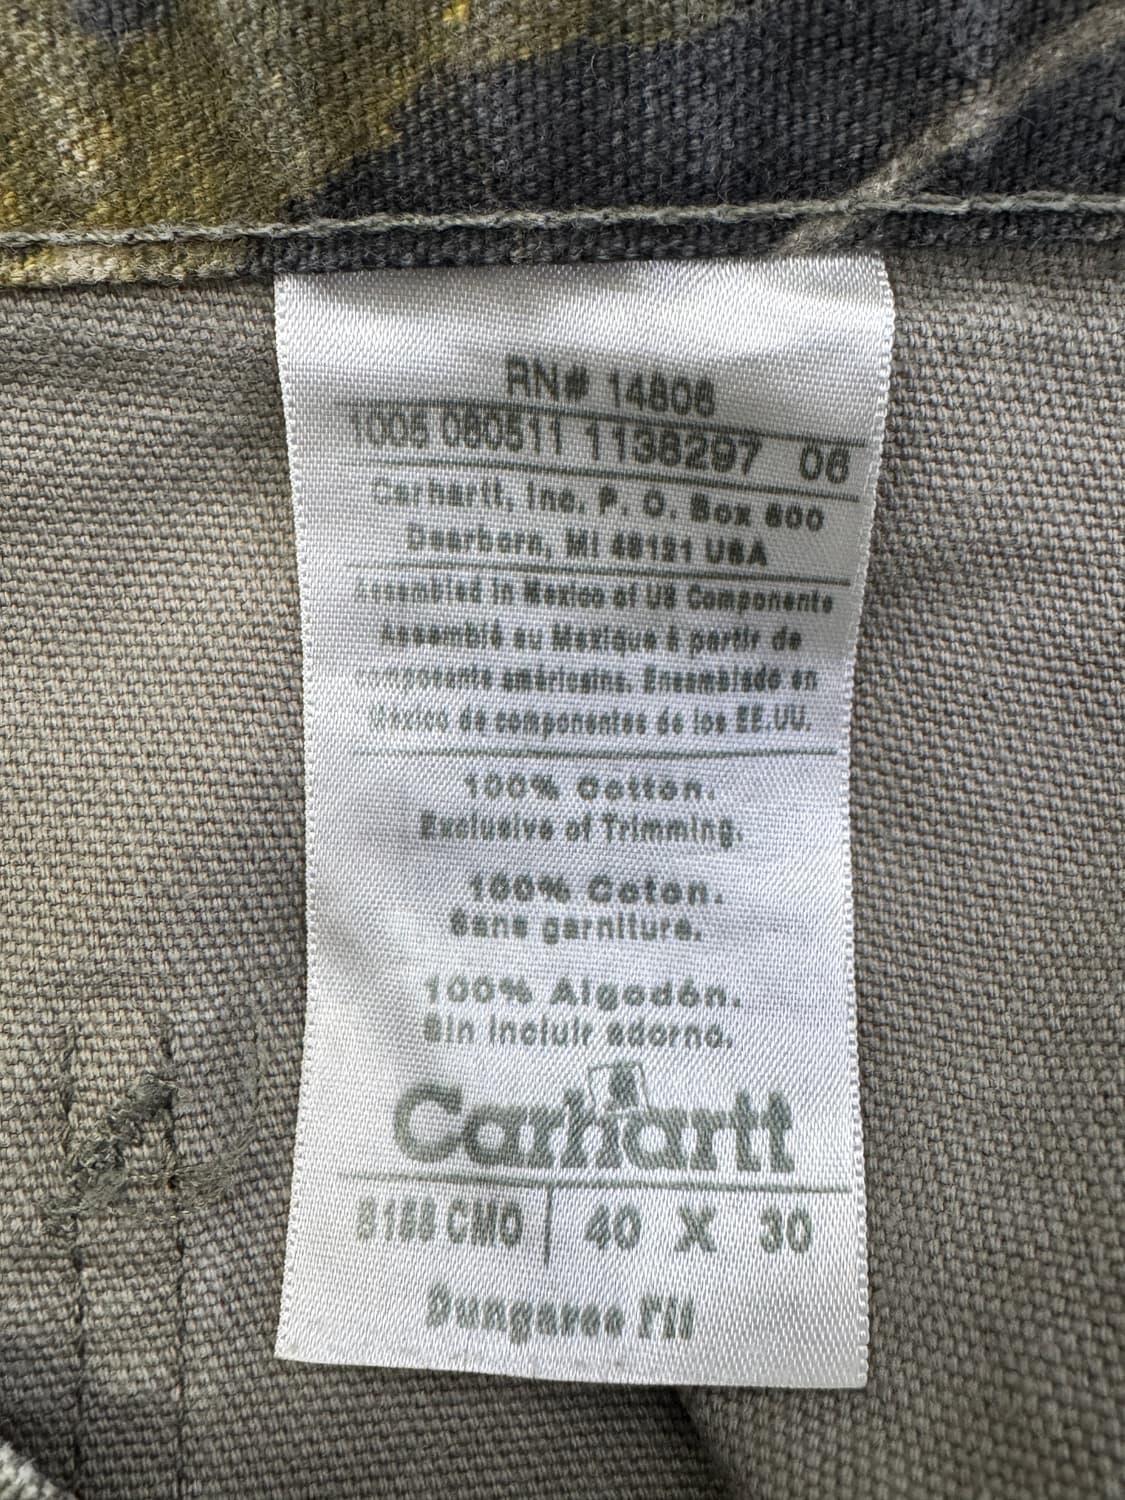 RN# 14806
1005 080511 1138297 06
Carhartt, Inc. P. O. Box 600
Dearborn, MI 48121 USA
Assembled in Mexico of US Components
Assemblé au Mexique à partir de
composants américains. Ensamblado en
México de componentes de los EE.UU.
100% Cotton.
Exclusive of Trimming.
100% Coton.
Sans garniture.
100% Algodón.
Sin incluir adorno.
Carhartt
CMO 40 X 30
Dungaree Fit